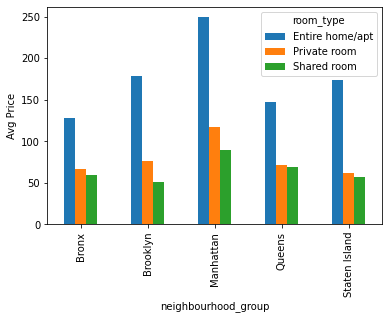 room_type
Entire home/apt
Private room
Shared room
Avg Price
250
200
150
100
50
0
Bronx
Brooklyn
Manhattan
Queens
Staten Island
neighbourhood_group